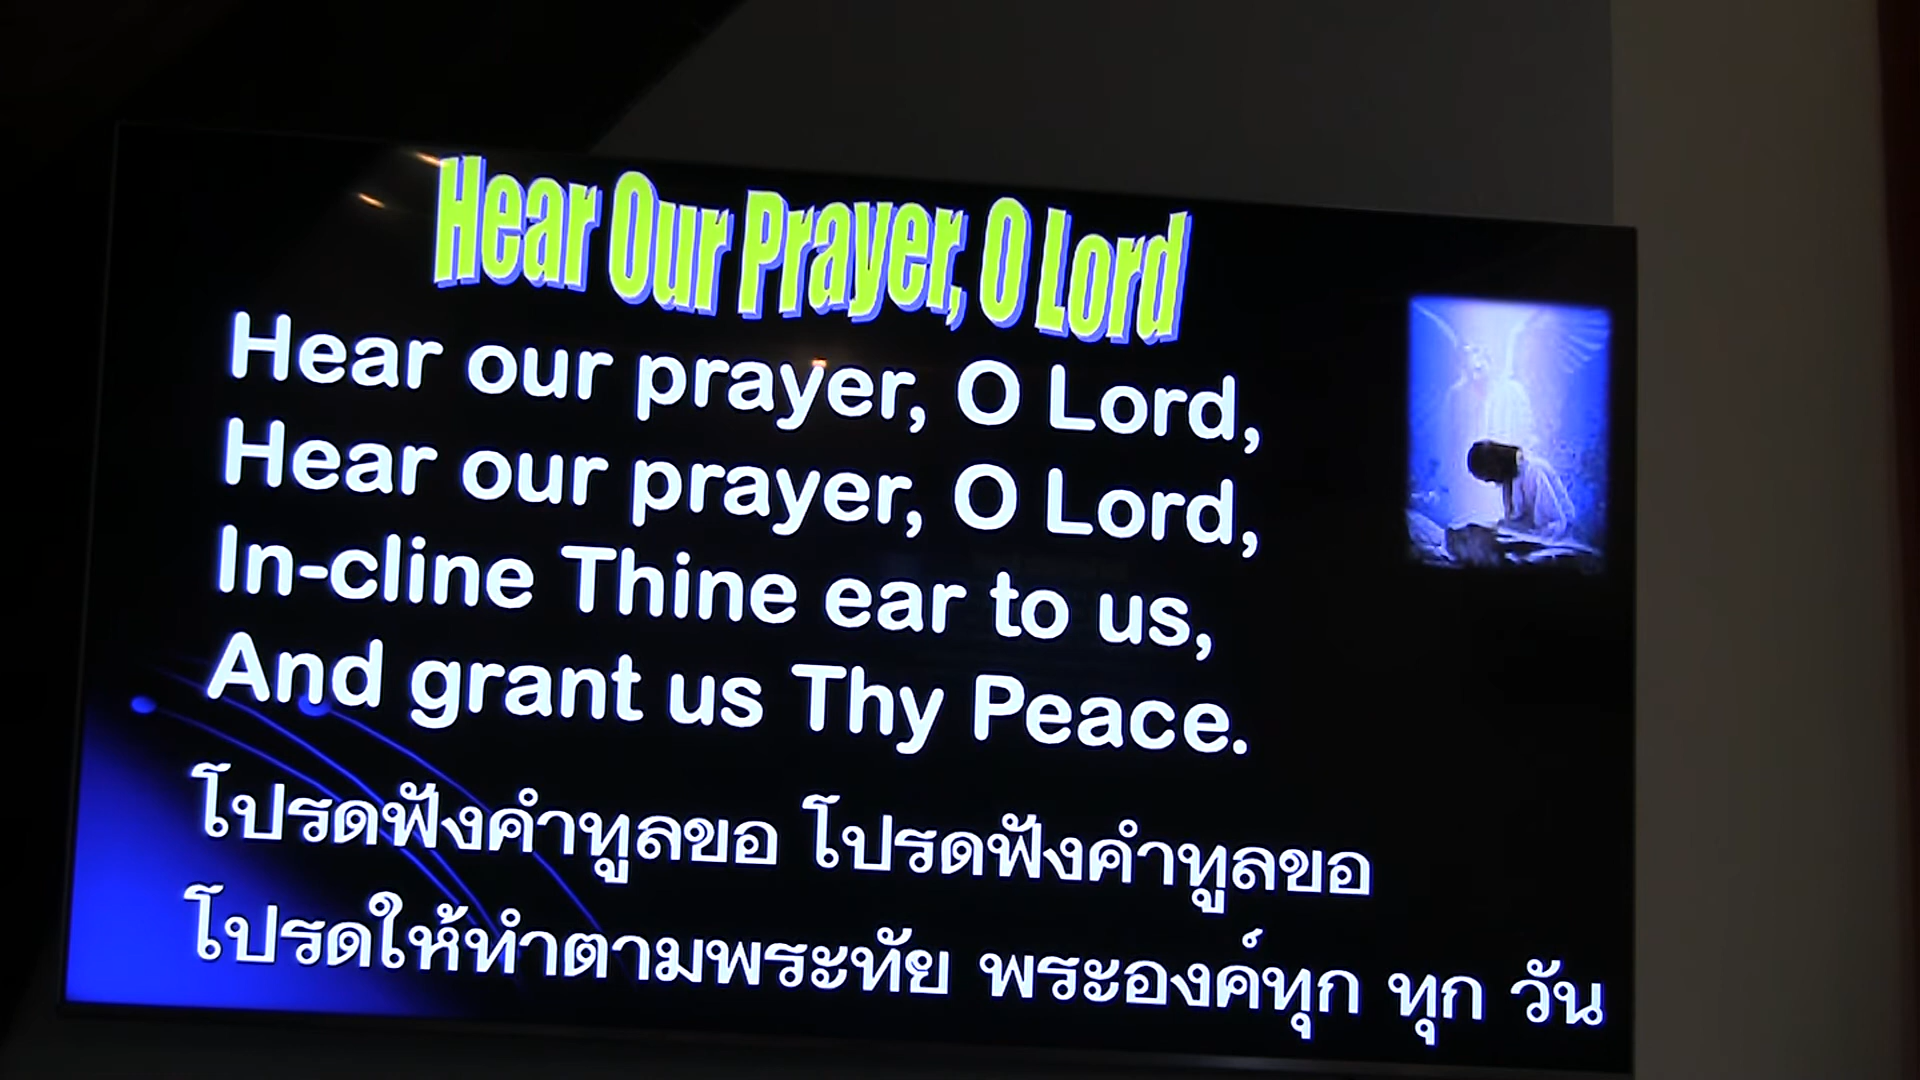 Hear Our Prayer, O Lord
Hear our prayer, O Lord,
Hear our prayer, O Lord,
In-cline Thine ear to us,
And grant us Thy Peace.
โปรดฟังคำทูลขอ โปรดฟังคำทูลขอ
โปรดให้ทำตามพระทัย พระองค์ทุก ทุก วัน